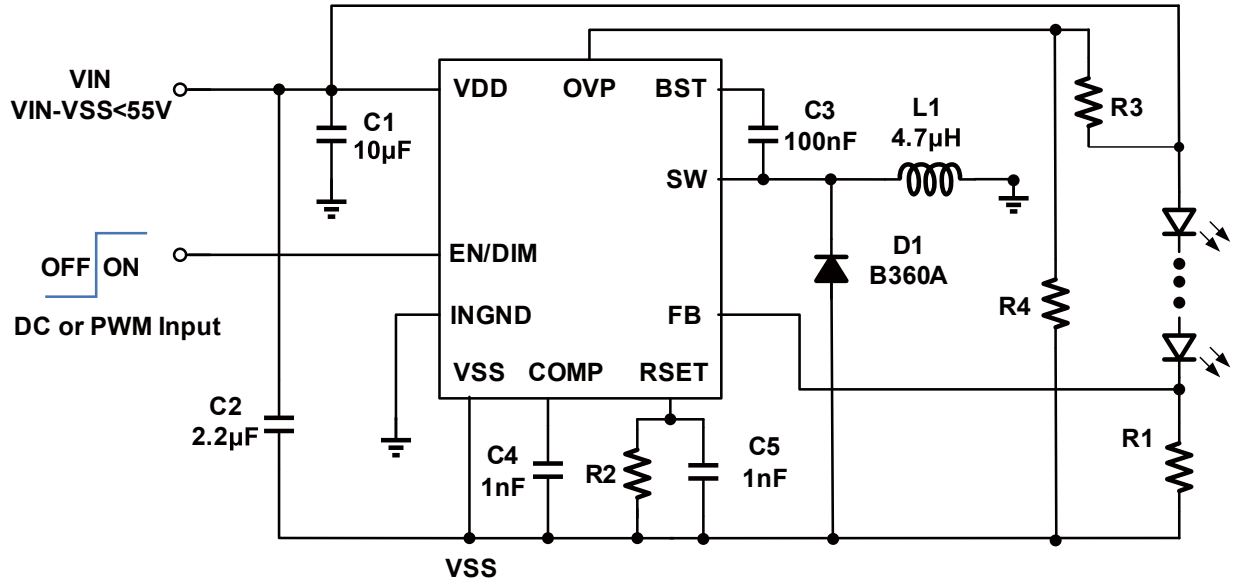 VIN
VIN-VSS<55V
VDD
OVP
BST
C1
10µF
C3
100nF
L1
4.7µH
R3
SW
OFF
ON
EN/DIM
D1
B360A
DC or PWM Input
INGND
FB
R4
VSS
COMP
RSET
C2
2.2µF
C4
1nF
R2
C5
1nF
R1
VSS